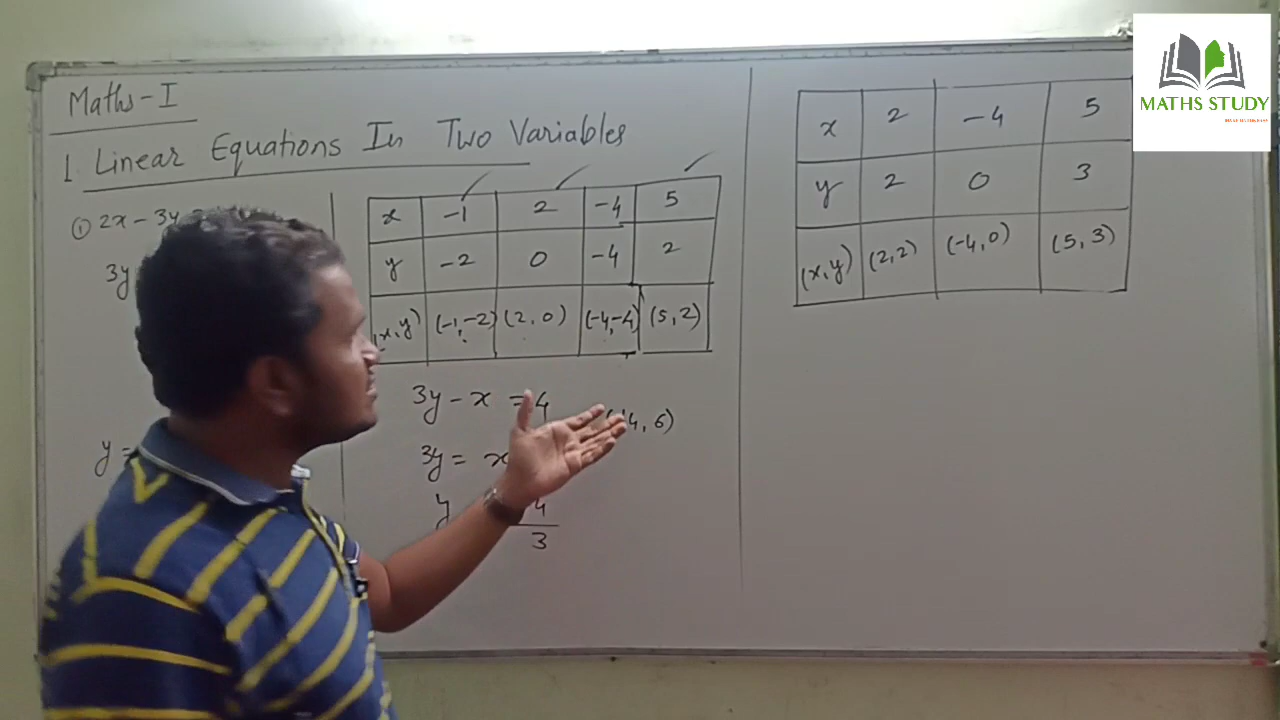 Maths-I
1. Linear Equations In Two Variables
① 2x - 3y
3y
y =
x -1 2 -4 5
y -2 0 -4 2
(x,y) (-1,-2) (2,0) (-4,-4) (5,2)
3y - x = 4
4, 6)
3y = x
y 4
3
x 2 -4 5
y 2 0 3
(x,y) (2,2) (-4,0) (5,3)
MATHS STUDY